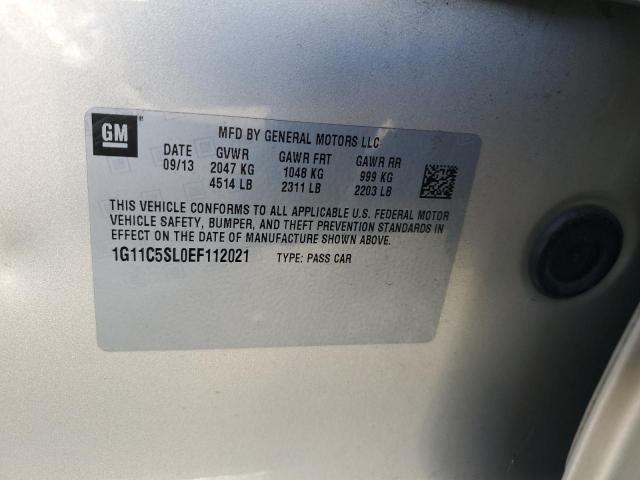 GM
MFD BY GENERAL MOTORS LLC
DATE GVWR GAWR FRT GAWR RR
09/13 2047 KG 1048 KG 999 KG
4514 LB 2311 LB 2203 LB
THIS VEHICLE CONFORMS TO ALL APPLICABLE U.S. FEDERAL MOTOR
VEHICLE SAFETY, BUMPER, AND THEFT PREVENTION STANDARDS IN
EFFECT ON THE DATE OF MANUFACTURE SHOWN ABOVE.
1G11C5SL0EF112021 TYPE: PASS CAR